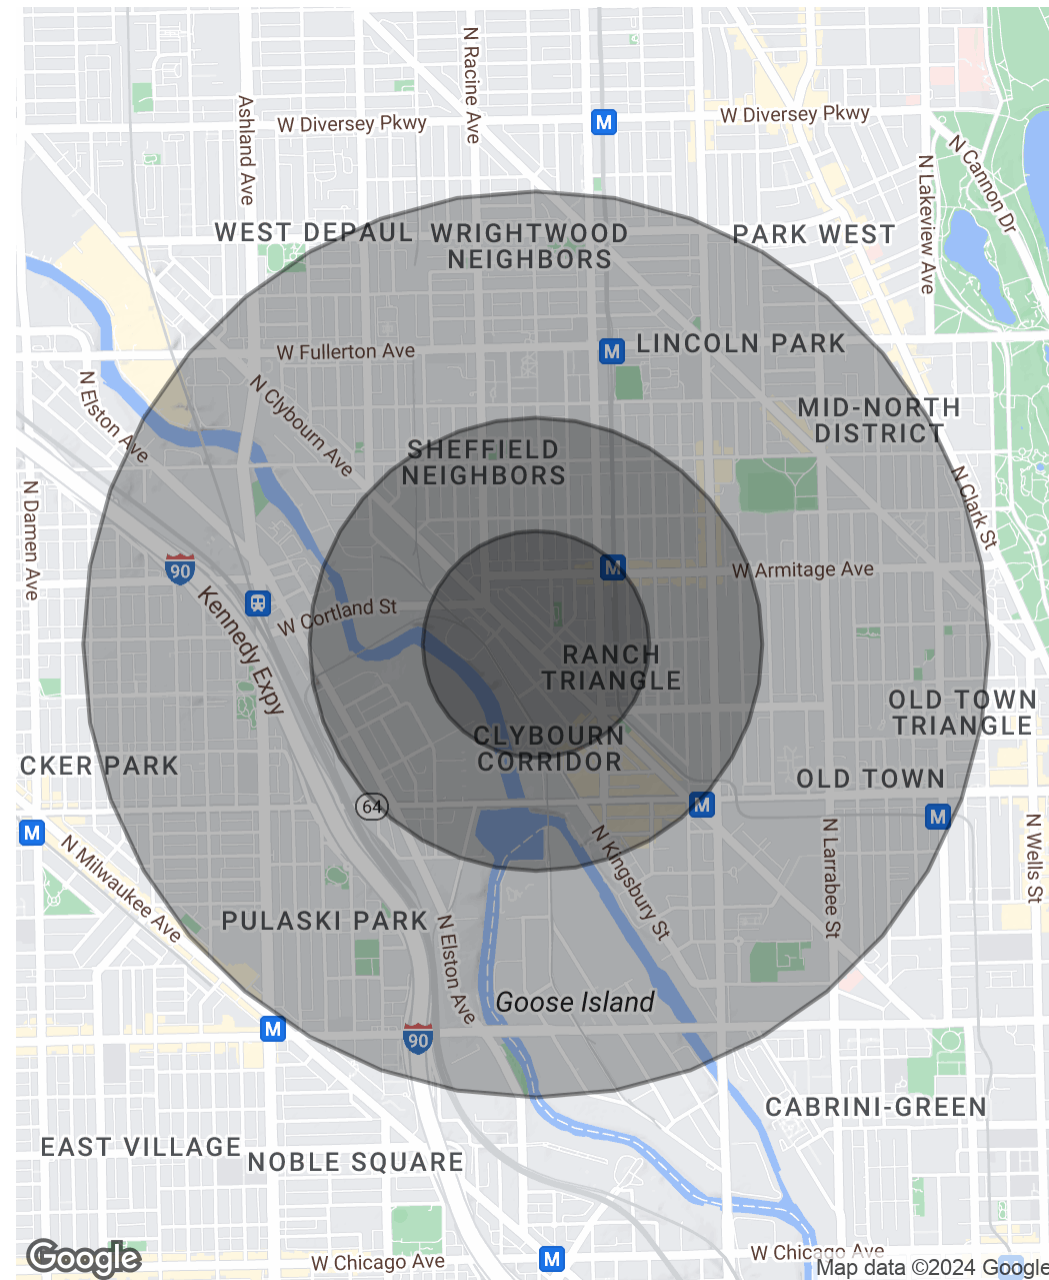 N Racine Ave
Ashland Ave
W Diversey Pkwy
M
W Diversey Pkwy
N Cannon Dr
N Lakeview Ave
WEST DEPAUL
WRIGHTWOOD
NEIGHBORS
PARK WEST
W Fullerton Ave
M
LINCOLN PARK
N Elston Ave
N Clybourn Ave
MID-NORTH
DISTRICT
SHEFFIELD
NEIGHBORS
N Damen Ave
N Clark St
90
M
W Armitage Ave
Kennedy Expy
W Cortland St
RANCH
TRIANGLE
OLD TOWN
TRIANGLE
CLYBOURN
CORRIDOR
CKER PARK
OLD TOWN
64
M
M
M
N Milwaukee Ave
N Kingsbury St
N Larrabee St
N Wells St
PULASKI PARK
N Elston Ave
Goose Island
M
90
CABRINI-GREEN
EAST VILLAGE
NOBLE SQUARE
Google
W Chicago Ave
M
W Chicago Ave
Map data ©2024 Google